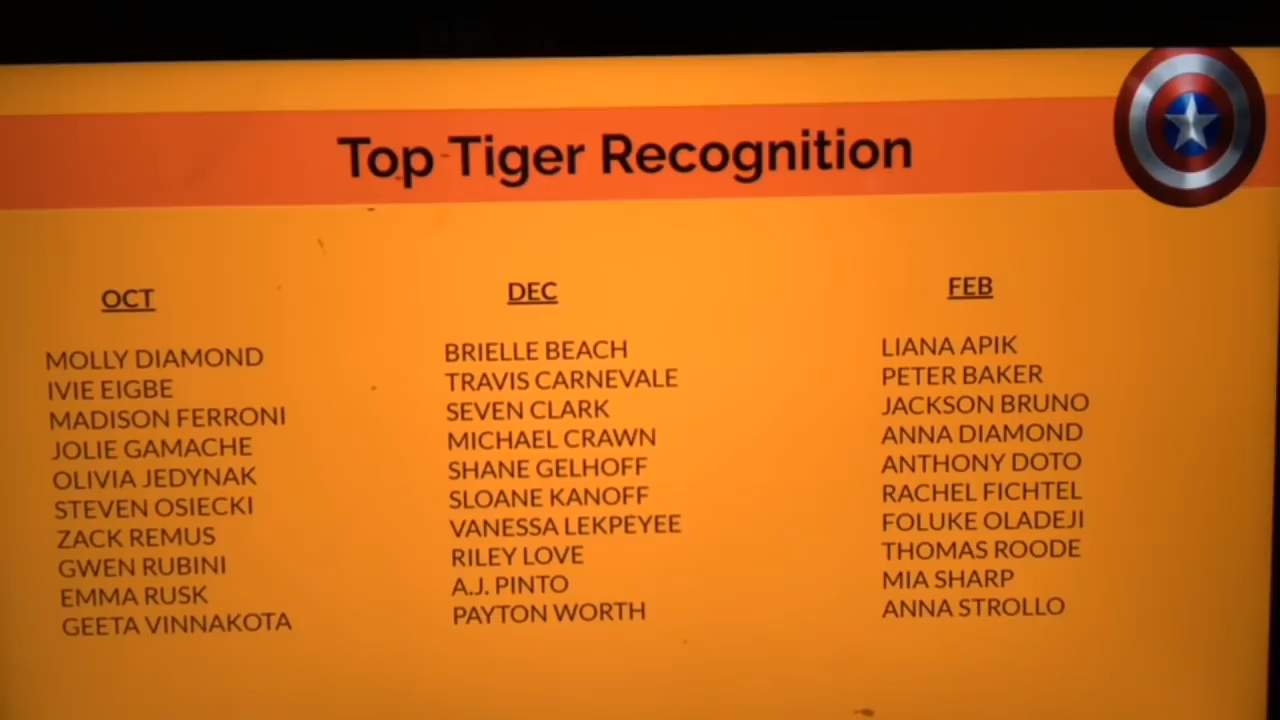 Top Tiger Recognition
OCT
MOLLY DIAMOND
IVIE EIGBE
MADISON FERRONI
JOLIE GAMACHE
OLIVIA JEDYNAK
STEVEN OSIECKI
ZACK REMUS
GWEN RUBINI
EMMA RUSK
GEETA VINNAKOTA
DEC
BRIELLE BEACH
TRAVIS CARNEVALE
SEVEN CLARK
MICHAEL CRAWN
SHANE GELHOFF
SLOANE KANOFF
VANESSA LEKPEYEE
RILEY LOVE
A.J. PINTO
PAYTON WORTH
FEB
LIANA APIK
PETER BAKER
JACKSON BRUNO
ANNA DIAMOND
ANTHONY DOTO
RACHEL FICHTEL
FOLUKE OLADEJI
THOMAS ROODE
MIA SHARP
ANNA STROLLO